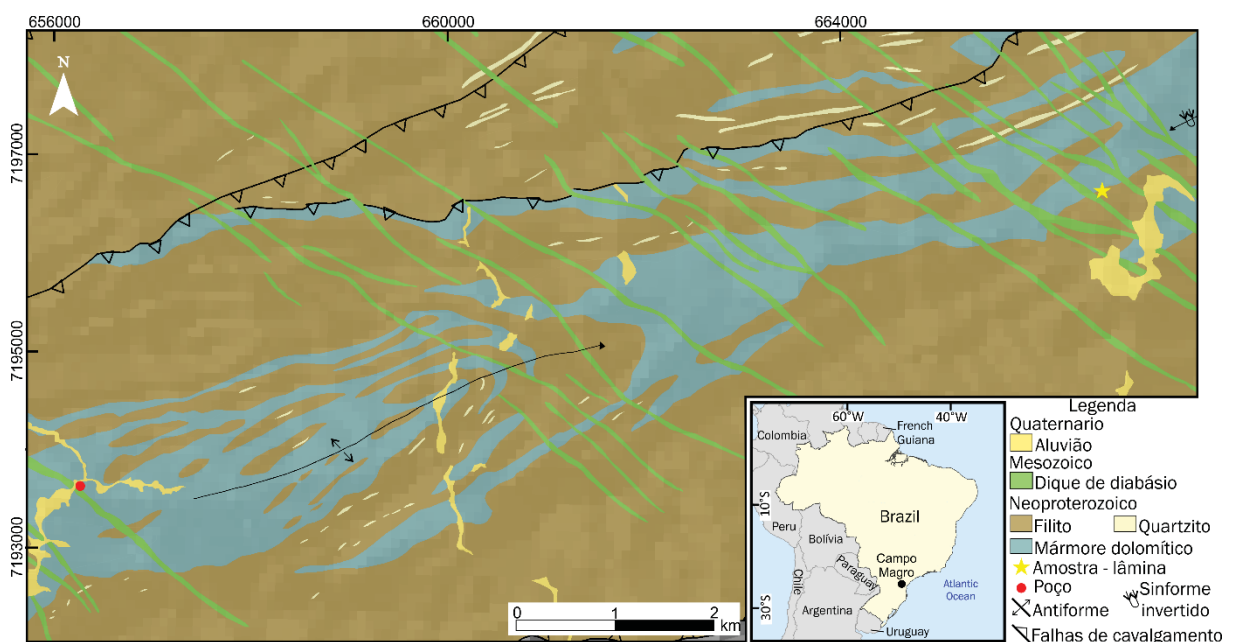 656000
660000
664000
N
7197000
7195000
7193000
0 1 2
km
60°W
40°W
French
Guiana
Colombia
10°S
Brazil
Peru
Bolívia
Campo
Magro
Paraguay
Chile
Atlantic
Ocean
Argentina
30°S
Uruguay
Legenda
Quaternario
Aluvião
Mesozoico
Dique de diabásio
Neoproterozoico
Filito
Quartzito
Mármore dolomítico
Amostra - lâmina
Poço
Sinforme
invertido
Antiforme
Falhas de cavalgamento